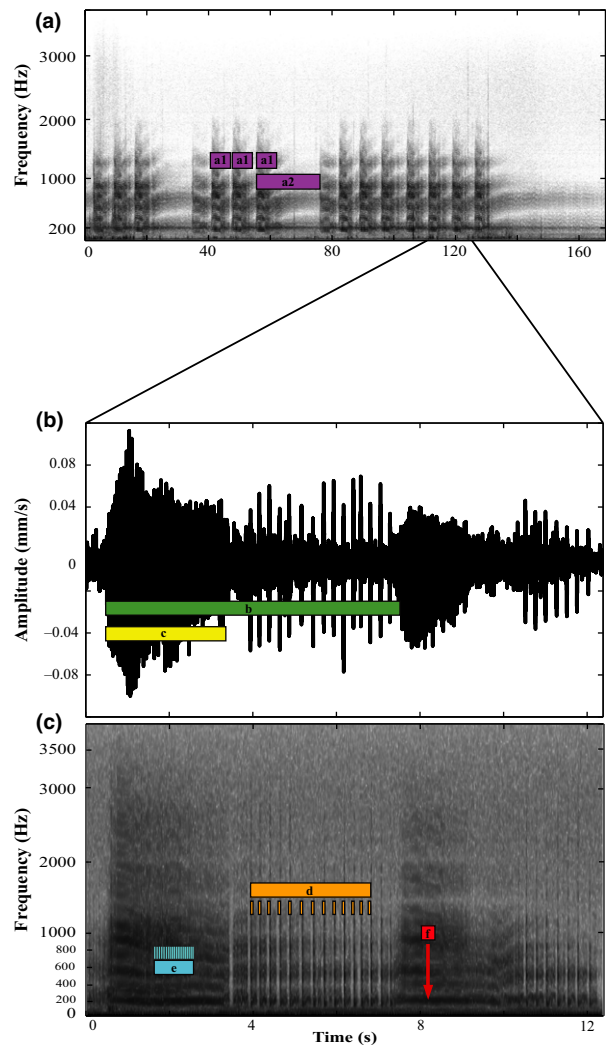 (a)
Frequency (Hz)
3000
2000
1000
200
a1 a1 a1
a2
0 40 80 120 160
(b)
Amplitude (mm/s)
0.08
0.04
0
−0.04
−0.08
b
c
(c)
Frequency (Hz)
3500
3000
2000
1000
800
600
400
200
0
d
e
f
0 4 8 12
Time (s)